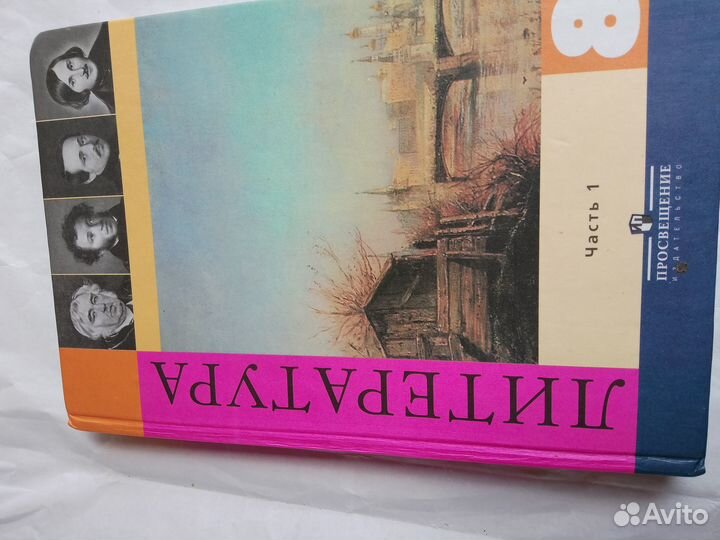 ЛИТЕРАТУРА
8
Часть 1
ПРОСВЕЩЕНИЕ
ИЗДАТЕЛЬСТВО
Avito